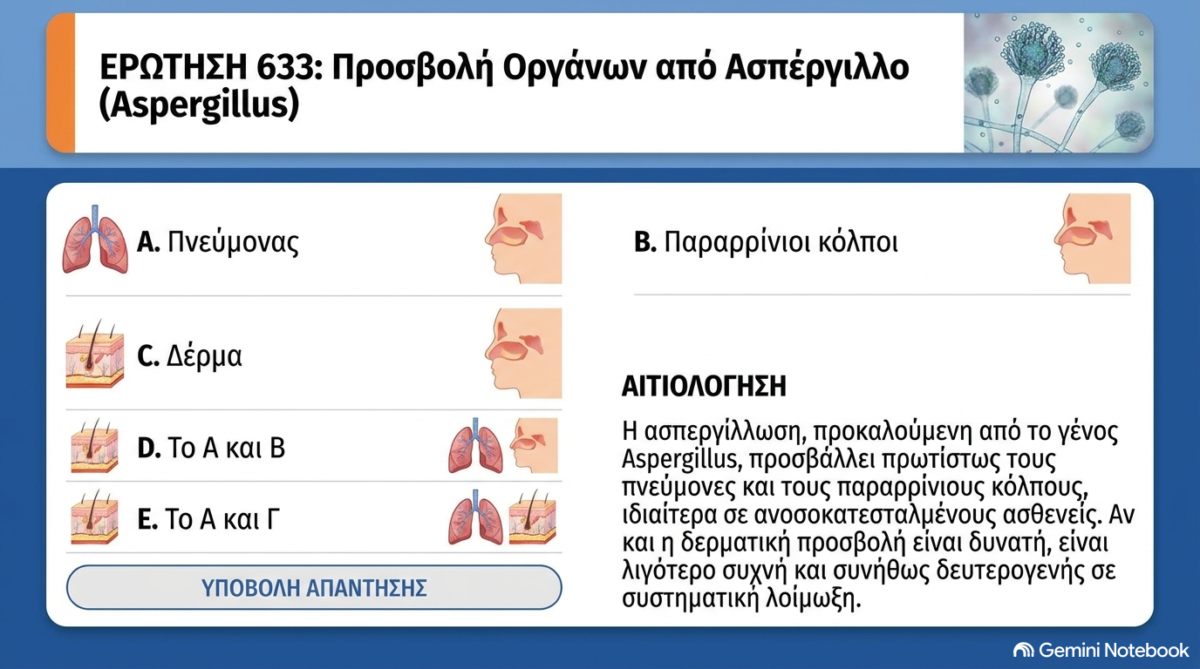 ΕΡΩΤΗΣΗ 633: Προσβολή Οργάνων από Ασπέργιλλο
(Aspergillus)
A. Πνεύμονας
B. Παραρρίνιοι κόλποι
C. Δέρμα
D. Το Α και Β
E. Το Α και Γ
ΥΠΟΒΟΛΗ ΑΠΑΝΤΗΣΗΣ
ΑΙΤΙΟΛΟΓΗΣΗ
Η ασπεργίλλωση, προκαλούμενη από το γένος
Aspergillus, προσβάλλει πρωτίστως τους
πνεύμονες και τους παραρρίνιους κόλπους,
ιδιαίτερα σε ανοσοκατεσταλμένους ασθενείς. Αν
και η δερματική προσβολή είναι δυνατή, είναι
λιγότερο συχνή και συνήθως δευτερογενής σε
συστηματική λοίμωξη.
Gemini Notebook